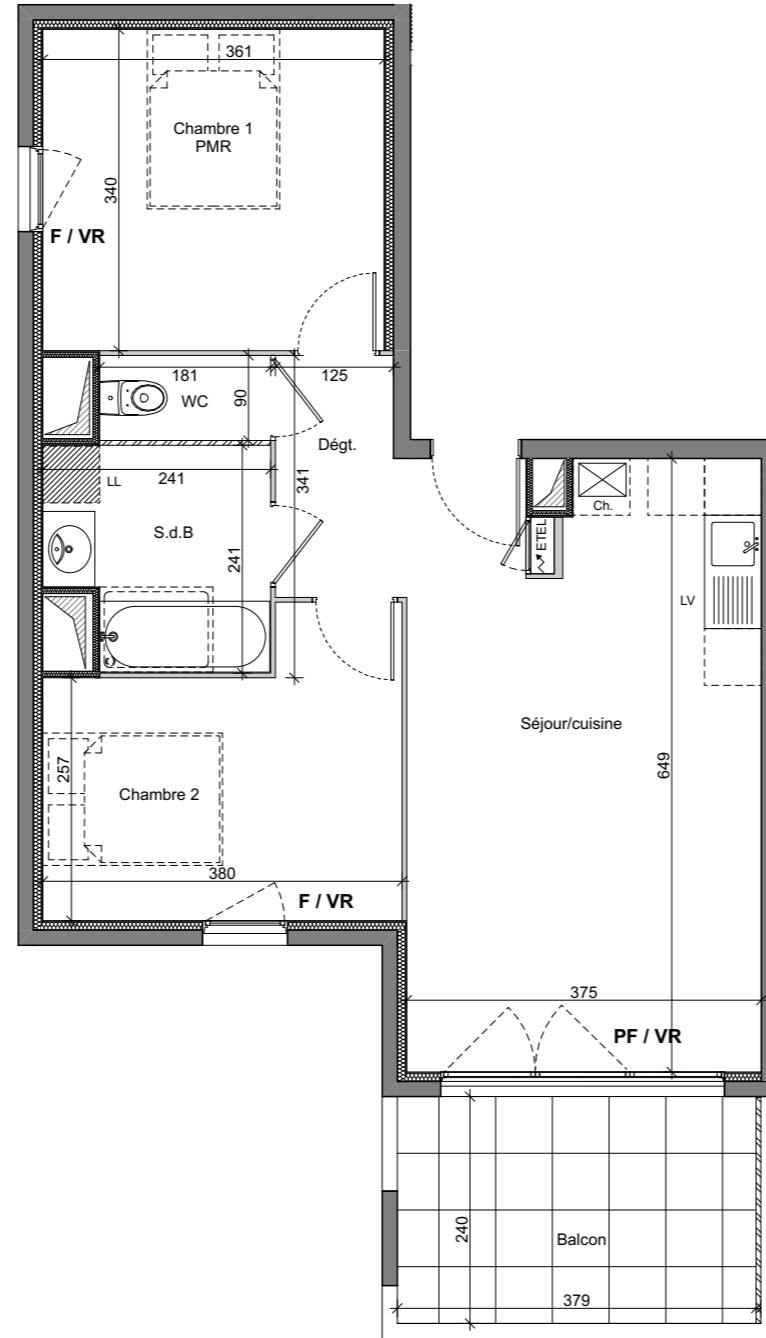 361
Chambre 1
PMR
340
F / VR
181
125
WC
90
Dégt.
LL
241
341
S.d.B
241
Ch.
ETEL
LV
Séjour/cuisine
649
257
Chambre 2
380
F / VR
375
PF / VR
240
Balcon
379